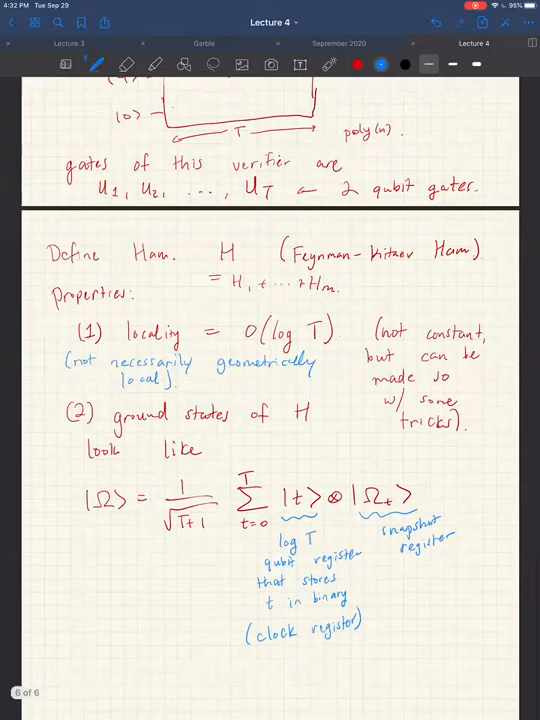 4:32 PM Tue Sep 29
95%
Lecture 4
Lecture 3
Garble
September 2020
Lecture 4
|0⟩
T
poly(n).
gates of this verifier are
U1, U2, ..., UT ← 2 qubit gates.
Define Ham. H (Feynman-Kitaev Ham)
= H1 + ... + Hm.
Properties:
(1) locality = O(log T) (not constant,
but can be
made so
w/ some
tricks).
(not necessarily geometrically
local).
(2) ground states of H
look like
|Ω⟩ = 1/√T+1 T∑t=0 |t⟩ ⊗ |Ωt⟩
snapshot
register
log T
qubit register
that stores
t in binary
(clock register)
6 of 6